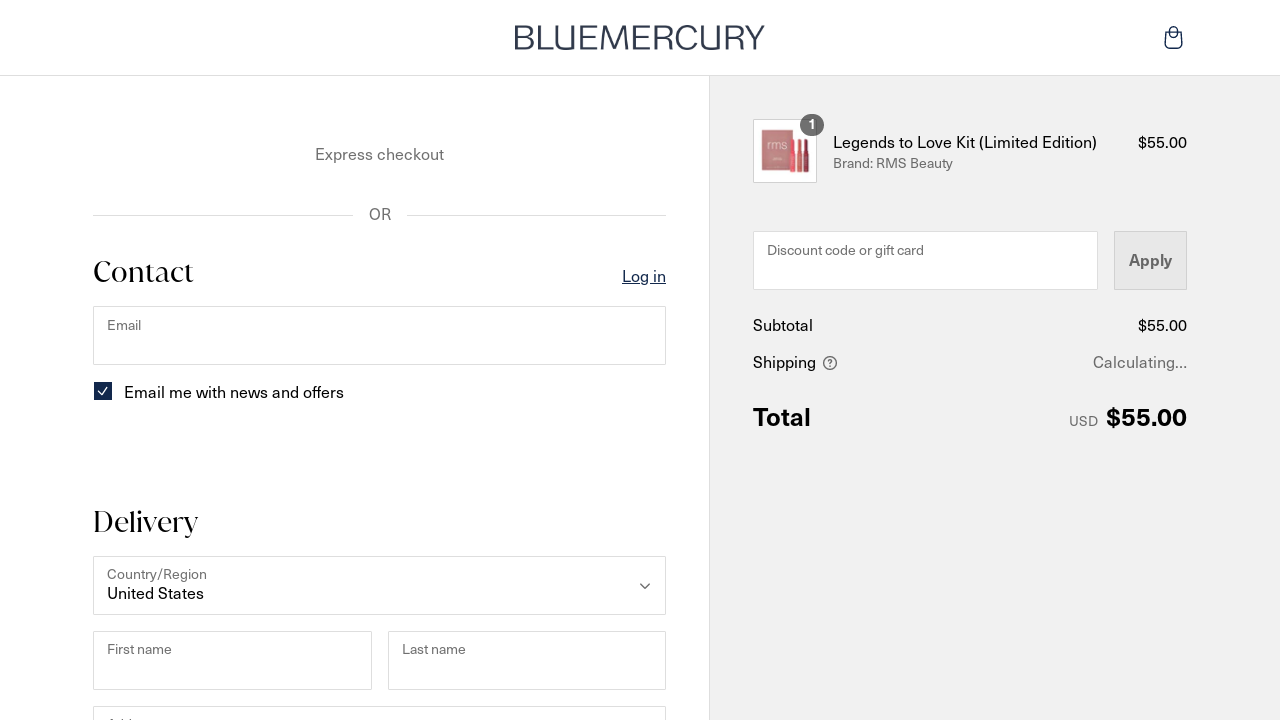 BLUEMERCURY
Express checkout
OR
Contact
Log in
Email
Email me with news and offers
Delivery
Country/Region
United States
First name
Last name
1
rms
Legends to Love Kit (Limited Edition)
$55.00
Brand: RMS Beauty
Discount code or gift card
Apply
Subtotal
$55.00
Shipping
Calculating...
Total
USD $55.00